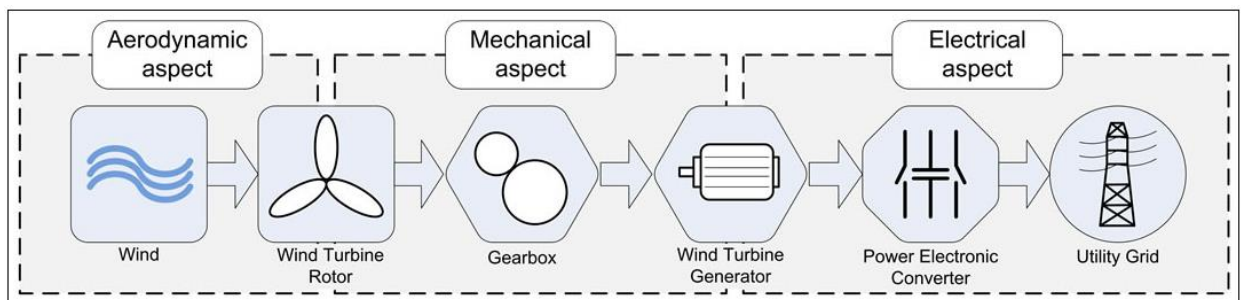 Aerodynamic
aspect
Mechanical
aspect
Electrical
aspect
Wind
Wind Turbine
Rotor
Gearbox
Wind Turbine
Generator
Power Electronic
Converter
Utility Grid